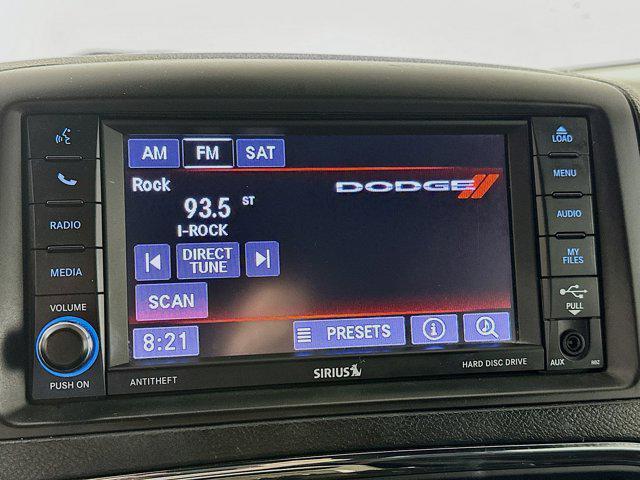 AM FM SAT
Rock
DODGE
93.5 ST
I-ROCK
DIRECT
TUNE
SCAN
8:21
PRESETS
RADIO
MEDIA
VOLUME
PUSH ON
ANTITHEFT
SIRIUS
HARD DISC DRIVE
LOAD
MENU
AUDIO
MY
FILES
PULL
AUX